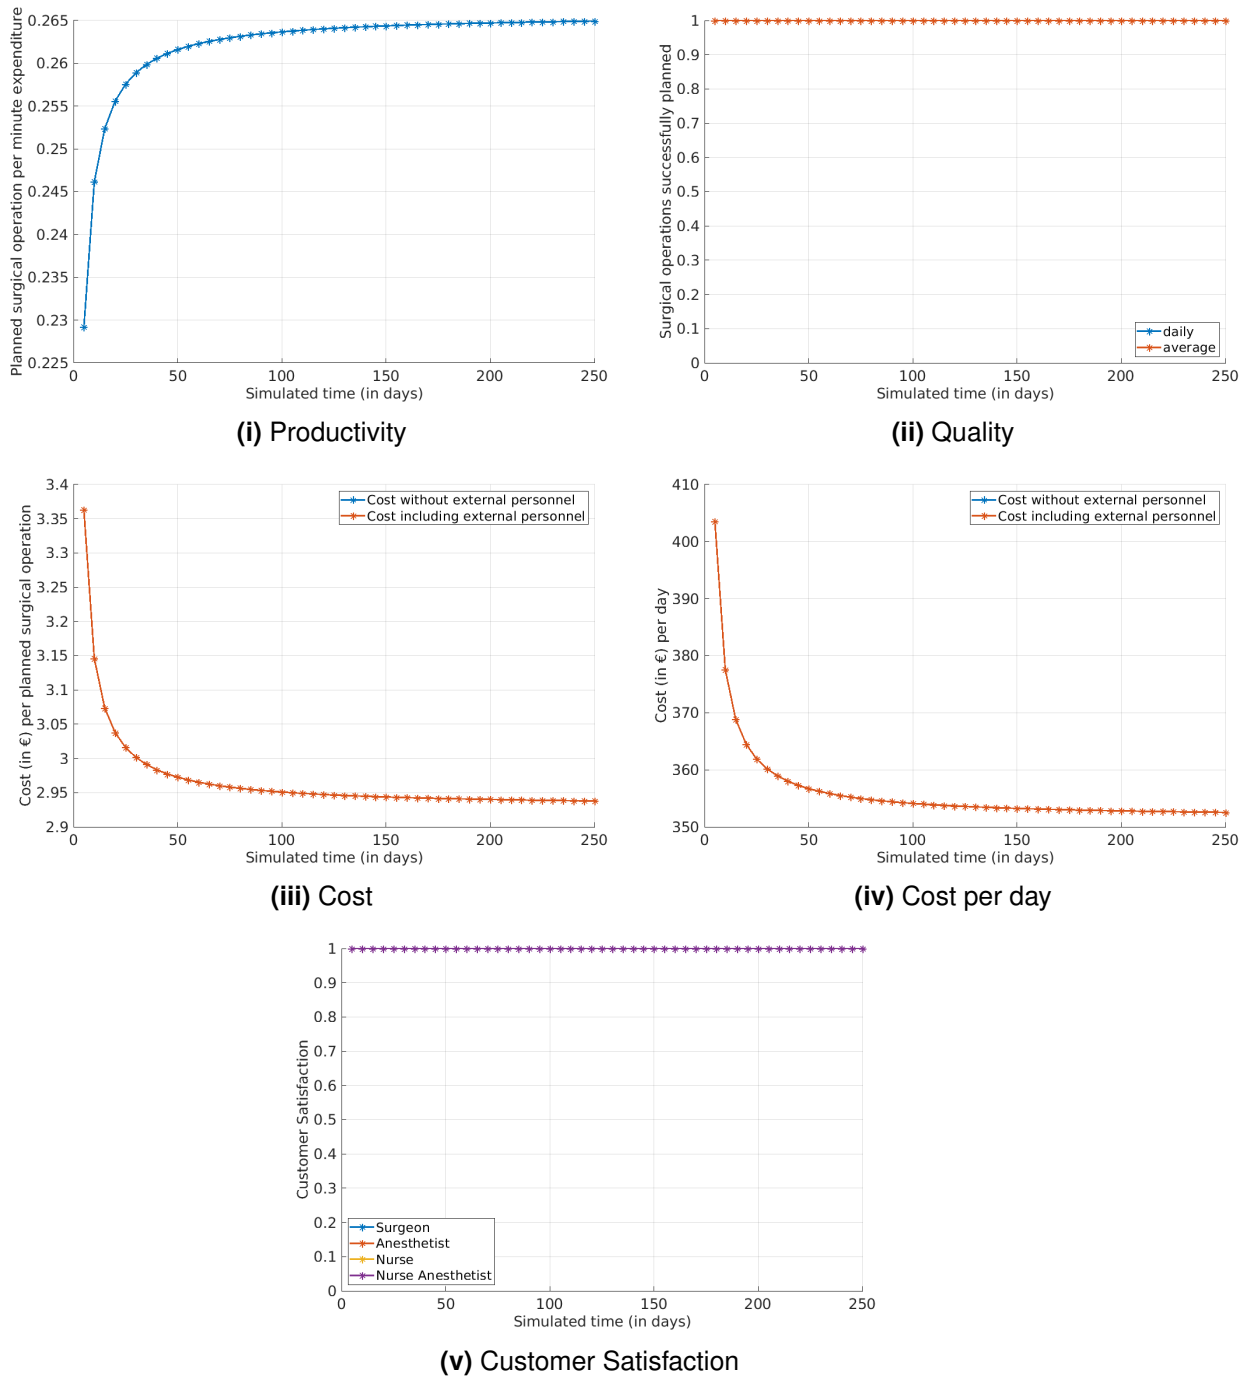 Planned surgical operation per minute expenditure
0.265
0.26
0.255
0.25
0.245
0.24
0.235
0.23
0.225
0 50 100 150 200 250
Simulated time (in days)
(i) Productivity
Surgical operations successfully planned
1
0.9
0.8
0.7
0.6
0.5
0.4
0.3
0.2
0.1
0
daily
average
0 50 100 150 200 250
Simulated time (in days)
(ii) Quality
Cost (in €) per planned surgical operation
3.4
3.35
3.3
3.25
3.2
3.15
3.1
3.05
3
2.95
2.9
Cost without external personnel
Cost including external personnel
0 50 100 150 200 250
Simulated time (in days)
(iii) Cost
Cost (in €) per day
410
400
390
380
370
360
350
Cost without external personnel
Cost including external personnel
0 50 100 150 200 250
Simulated time (in days)
(iv) Cost per day
Customer Satisfaction
1
0.9
0.8
0.7
0.6
0.5
0.4
0.3
0.2
0.1
0
Surgeon
Anesthetist
Nurse
Nurse Anesthetist
0 50 100 150 200 250
Simulated time (in days)
(v) Customer Satisfaction